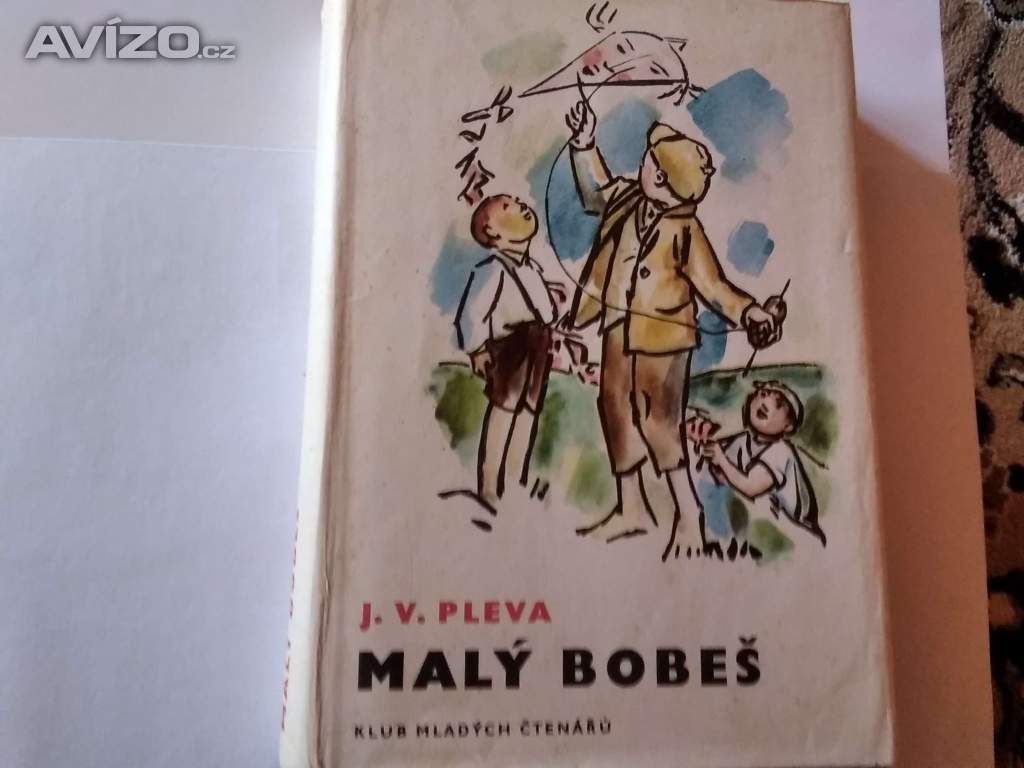 AVÍZO.cz
J. V. PLEVA
MALÝ BOBEŠ
KLUB MLADÝCH ČTENÁŘŮ